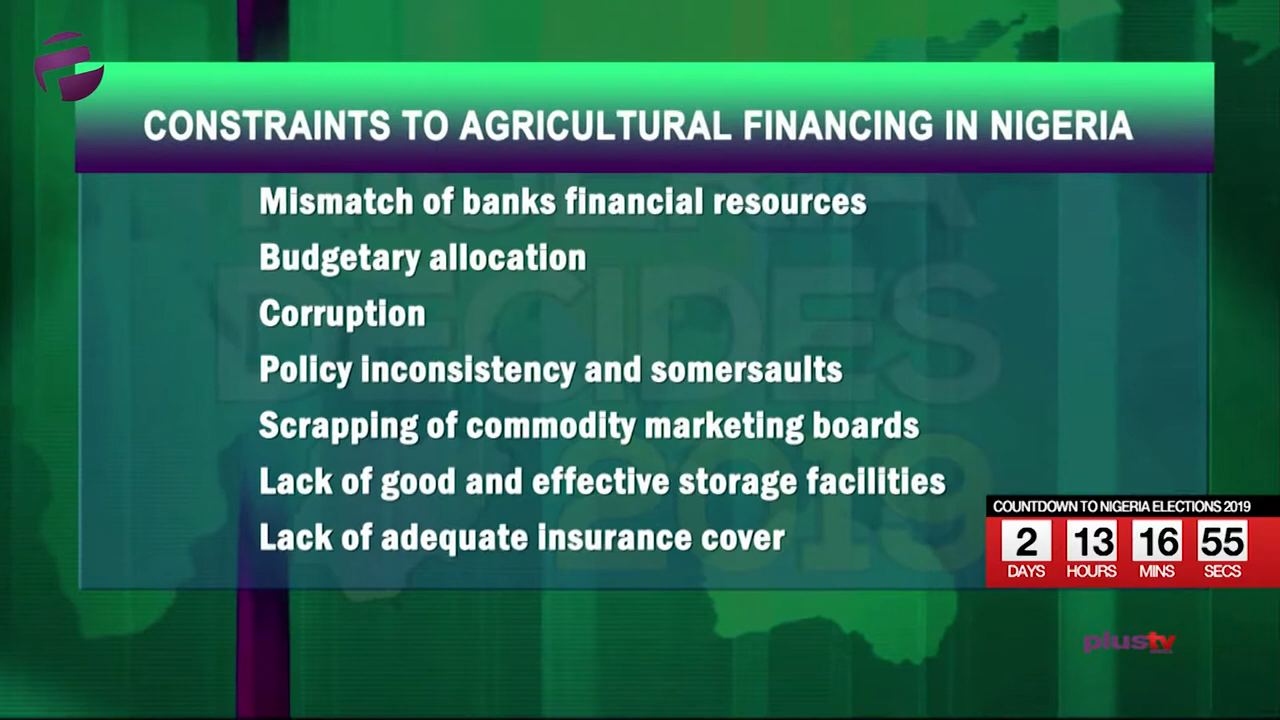 CONSTRAINTS TO AGRICULTURAL FINANCING IN NIGERIA
Mismatch of banks financial resources
Budgetary allocation
Corruption
Policy inconsistency and somersaults
Scrapping of commodity marketing boards
Lack of good and effective storage facilities
Lack of adequate insurance cover
DECIDES
2019
COUNTDOWN TO NIGERIA ELECTIONS 2019
2 13 16 55
DAYS HOURS MINS SECS
plustv